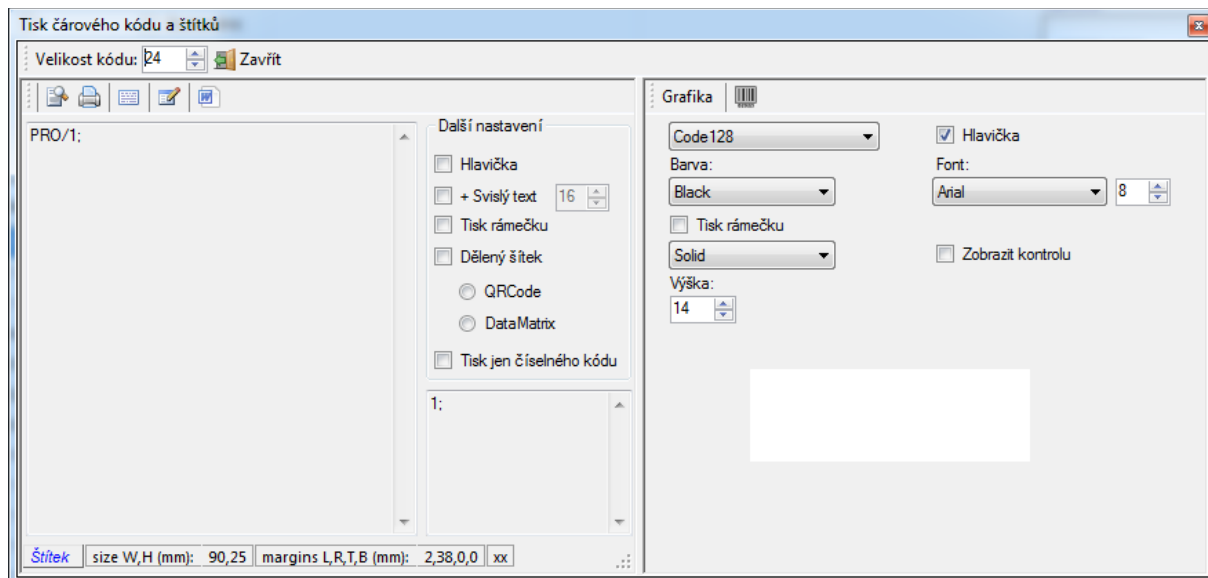 Tisk čárového kódu a štítků
Velikost kódu: 24 Zavřít
PRO/1;
Další nastavení
Hlavička
+ Svislý text 16
Tisk rámečku
Dělený šítek
QRCode
DataMatrix
Tisk jen číselného kódu
1;
Štítek size W,H (mm): 90,25 margins L,R,T,B (mm): 2,38,0,0 xx
Grafika
Code128 Hlavička
Barva: Font:
Black Arial 8
Tisk rámečku
Solid Zobrazit kontrolu
Výška:
14